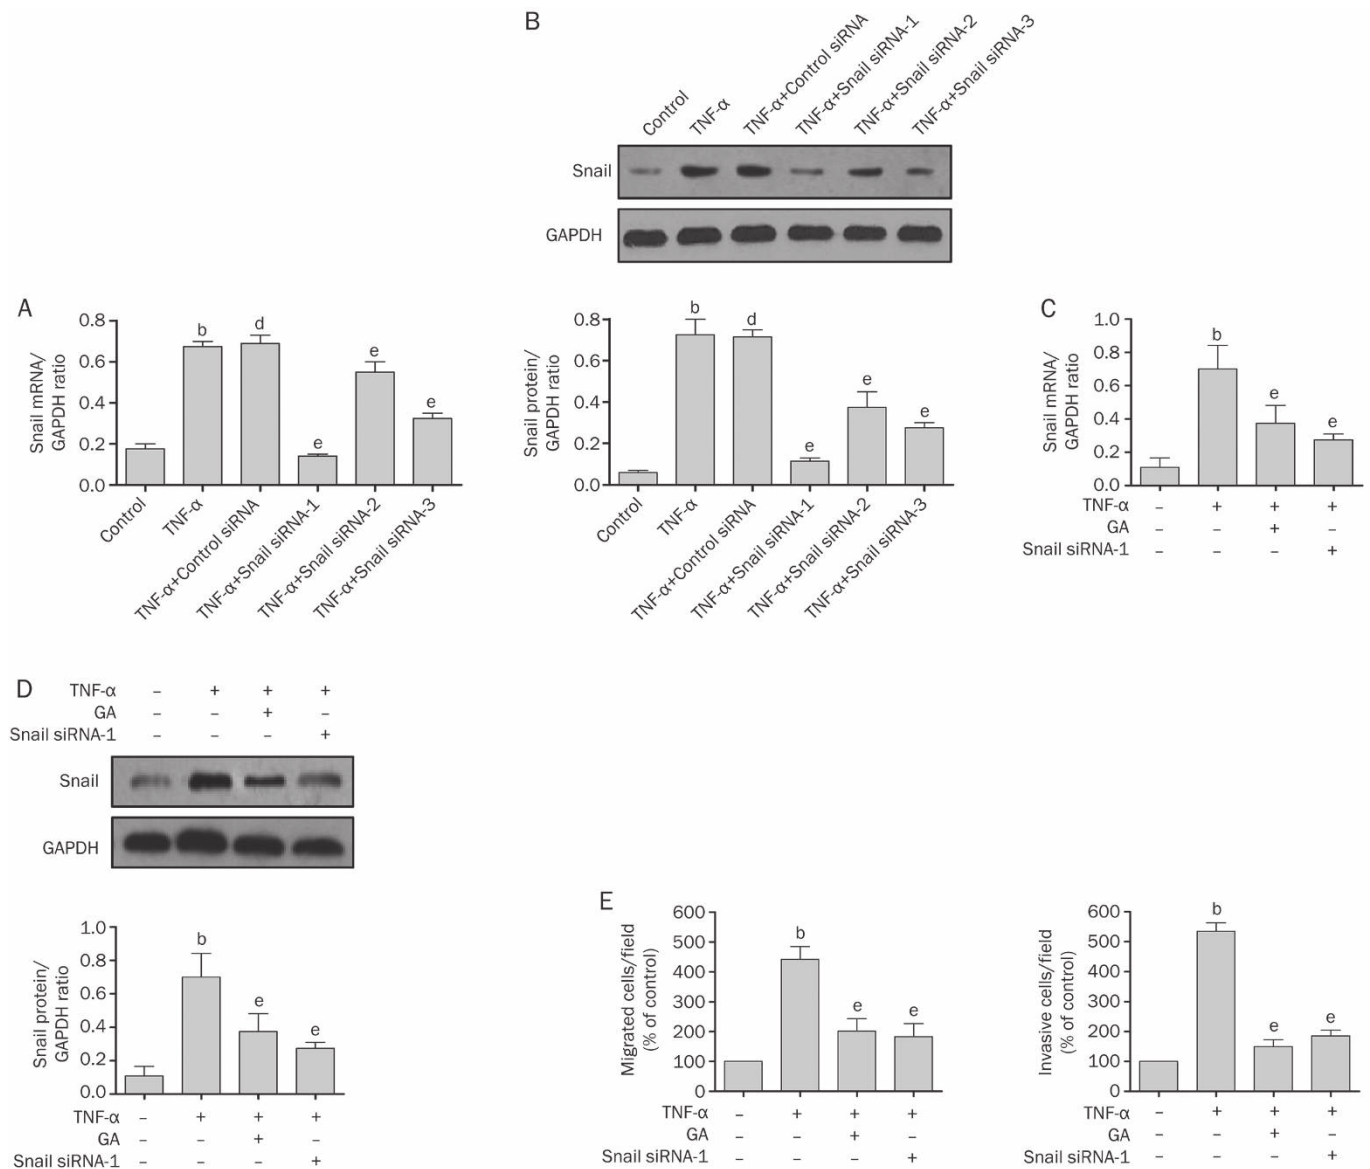 B
Control
TNF-α
TNF-α+Control siRNA
TNF-α+Snail siRNA-1
TNF-α+Snail siRNA-2
TNF-α+Snail siRNA-3
Snail
GAPDH
A
Snail mRNA/
GAPDH ratio
0.8
0.6
0.4
0.2
0.0
b
d
e
e
e
Control
TNF-α
TNF-α+Control siRNA
TNF-α+Snail siRNA-1
TNF-α+Snail siRNA-2
TNF-α+Snail siRNA-3
Snail protein/
GAPDH ratio
0.8
0.6
0.4
0.2
0.0
b
d
e
e
e
Control
TNF-α
TNF-α+Control siRNA
TNF-α+Snail siRNA-1
TNF-α+Snail siRNA-2
TNF-α+Snail siRNA-3
C
Snail mRNA/
GAPDH ratio
1.0
0.8
0.6
0.4
0.2
0.0
b
e
e
TNF-α – + + +
GA – – + –
Snail siRNA-1 – – – +
D
TNF-α – + + +
GA – – + –
Snail siRNA-1 – – – +
Snail
GAPDH
Snail protein/
GAPDH ratio
1.0
0.8
0.6
0.4
0.2
0.0
b
e
e
TNF-α – + + +
GA – – + –
Snail siRNA-1 – – – +
E
Migrated cells/field
(% of control)
600
500
400
300
200
100
0
b
e
e
TNF-α – + + +
GA – – + –
Snail siRNA-1 – – – +
Invasive cells/field
(% of control)
600
500
400
300
200
100
0
b
e
e
TNF-α – + + +
GA – – + –
Snail siRNA-1 – – – +